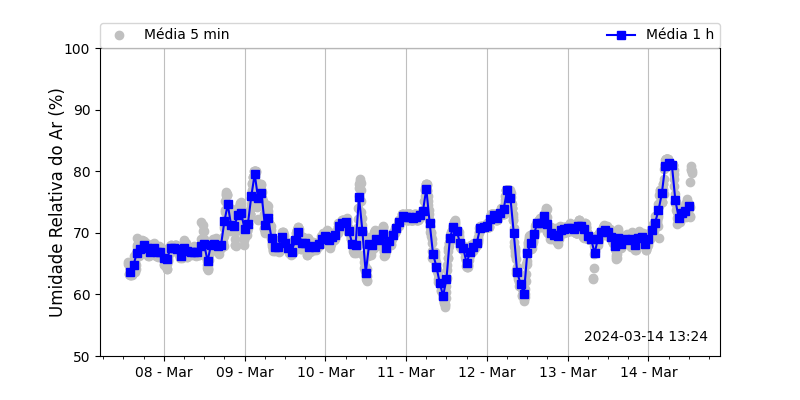 Média 5 min
Média 1 h
Umidade Relativa do Ar (%)
100
90
80
70
60
50
2024-03-14 13:24
08 - Mar
09 - Mar
10 - Mar
11 - Mar
12 - Mar
13 - Mar
14 - Mar